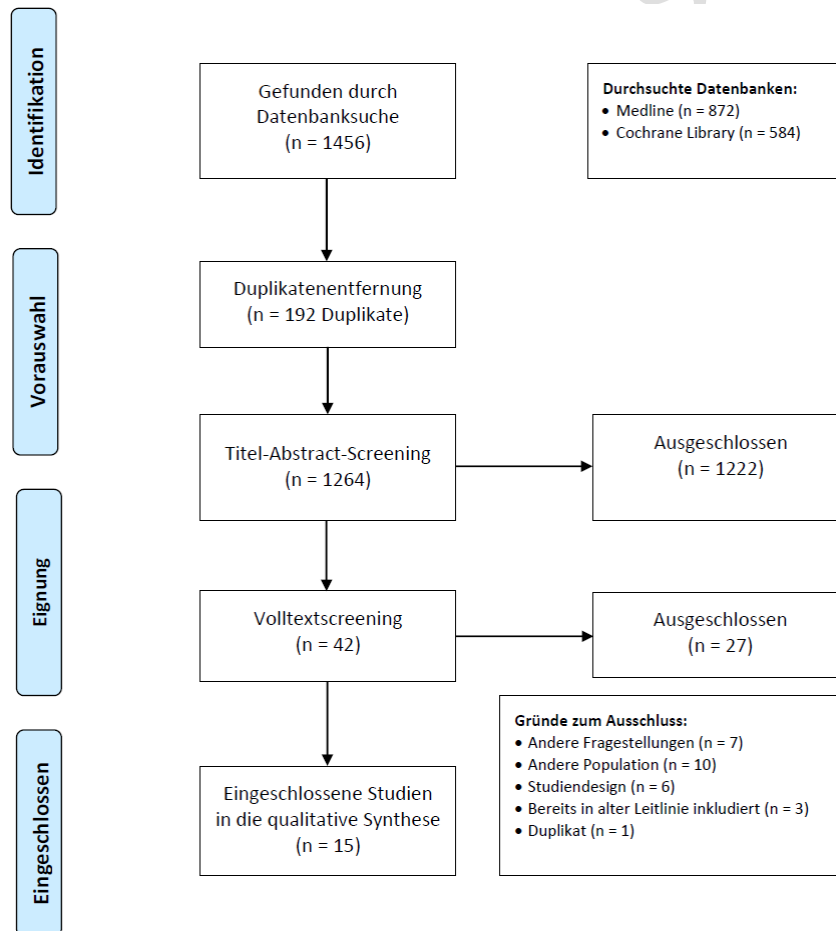 Identifikation
Gefunden durch
Datenbanksuche
(n = 1456)
Durchsuchte Datenbanken:
• Medline (n = 872)
• Cochrane Library (n = 584)
Vorauswahl
Duplikatenentfernung
(n = 192 Duplikate)
Titel-Abstract-Screening
(n = 1264)
Ausgeschlossen
(n = 1222)
Eignung
Volltextscreening
(n = 42)
Ausgeschlossen
(n = 27)
Gründe zum Ausschluss:
• Andere Fragestellungen (n = 7)
• Andere Population (n = 10)
• Studiendesign (n = 6)
• Bereits in alter Leitlinie inkludiert (n = 3)
• Duplikat (n = 1)
Eingeschlossen
Eingeschlossene Studien
in die qualitative Synthese
(n = 15)